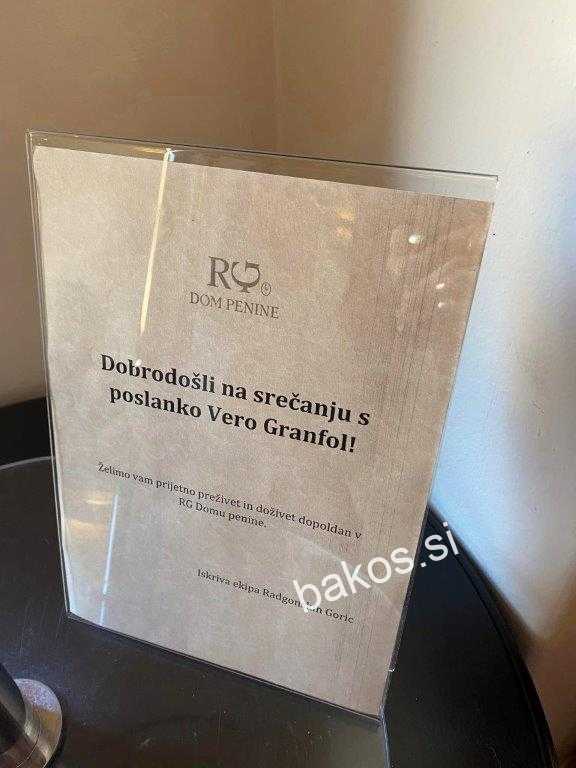 RG
DOM PENINE
Dobrodošli na srečanju s
poslanko Vero Granfol!
Želimo vam prijetno preživet in doživet dopoldan v
RG Domu penine.
Iskriva ekipa Goric
bakos.si